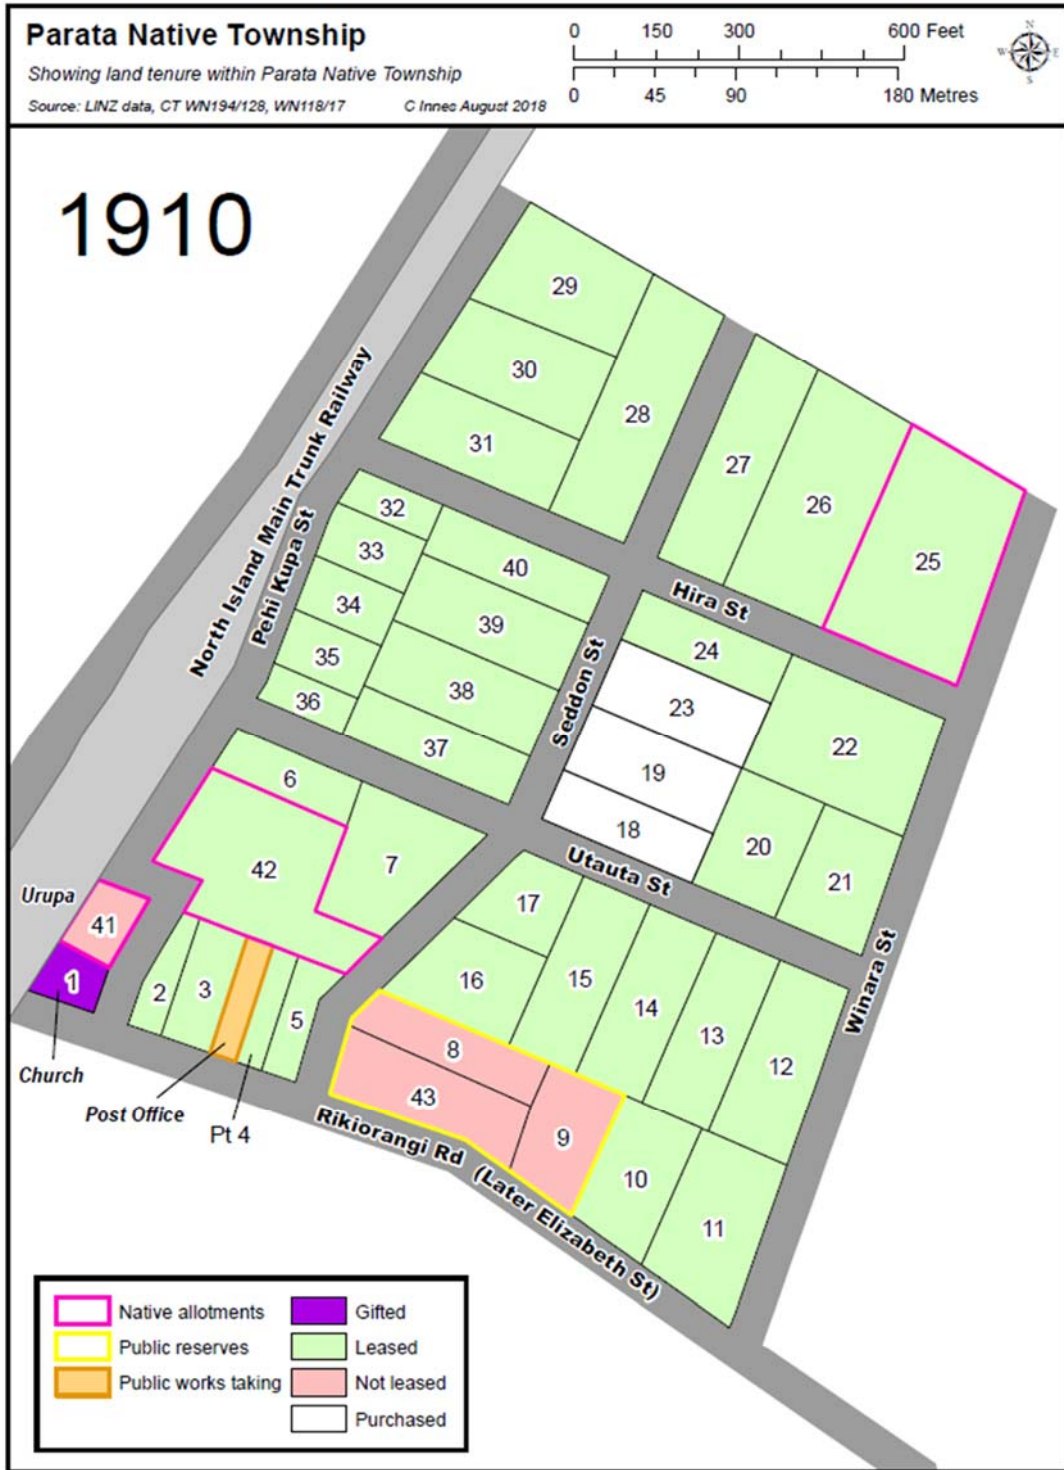 Parata Native Township
Showing land tenure within Parata Native Township
Source: LINZ data, CT WN194/128, WN118/17 C Innes August 2018
0 150 300 600 Feet
0 45 90 180 Metres
N
W E
S
1910
29
30
28
31
27
26
25
North Island Main Trunk Railway
Pehi Kupa St
32
33
34
35
36
40
39
38
37
Hira St
Seddon St
24
23
22
19
18
20
21
Utauta St
Winara St
6
42
7
Urupa
41
1
2
3
5
Church
Post Office
Pt 4
17
16
15
14
13
12
8
43
9
10
11
Rikiorangi Rd (Later Elizabeth St)
Native allotments
Public reserves
Public works taking
Gifted
Leased
Not leased
Purchased